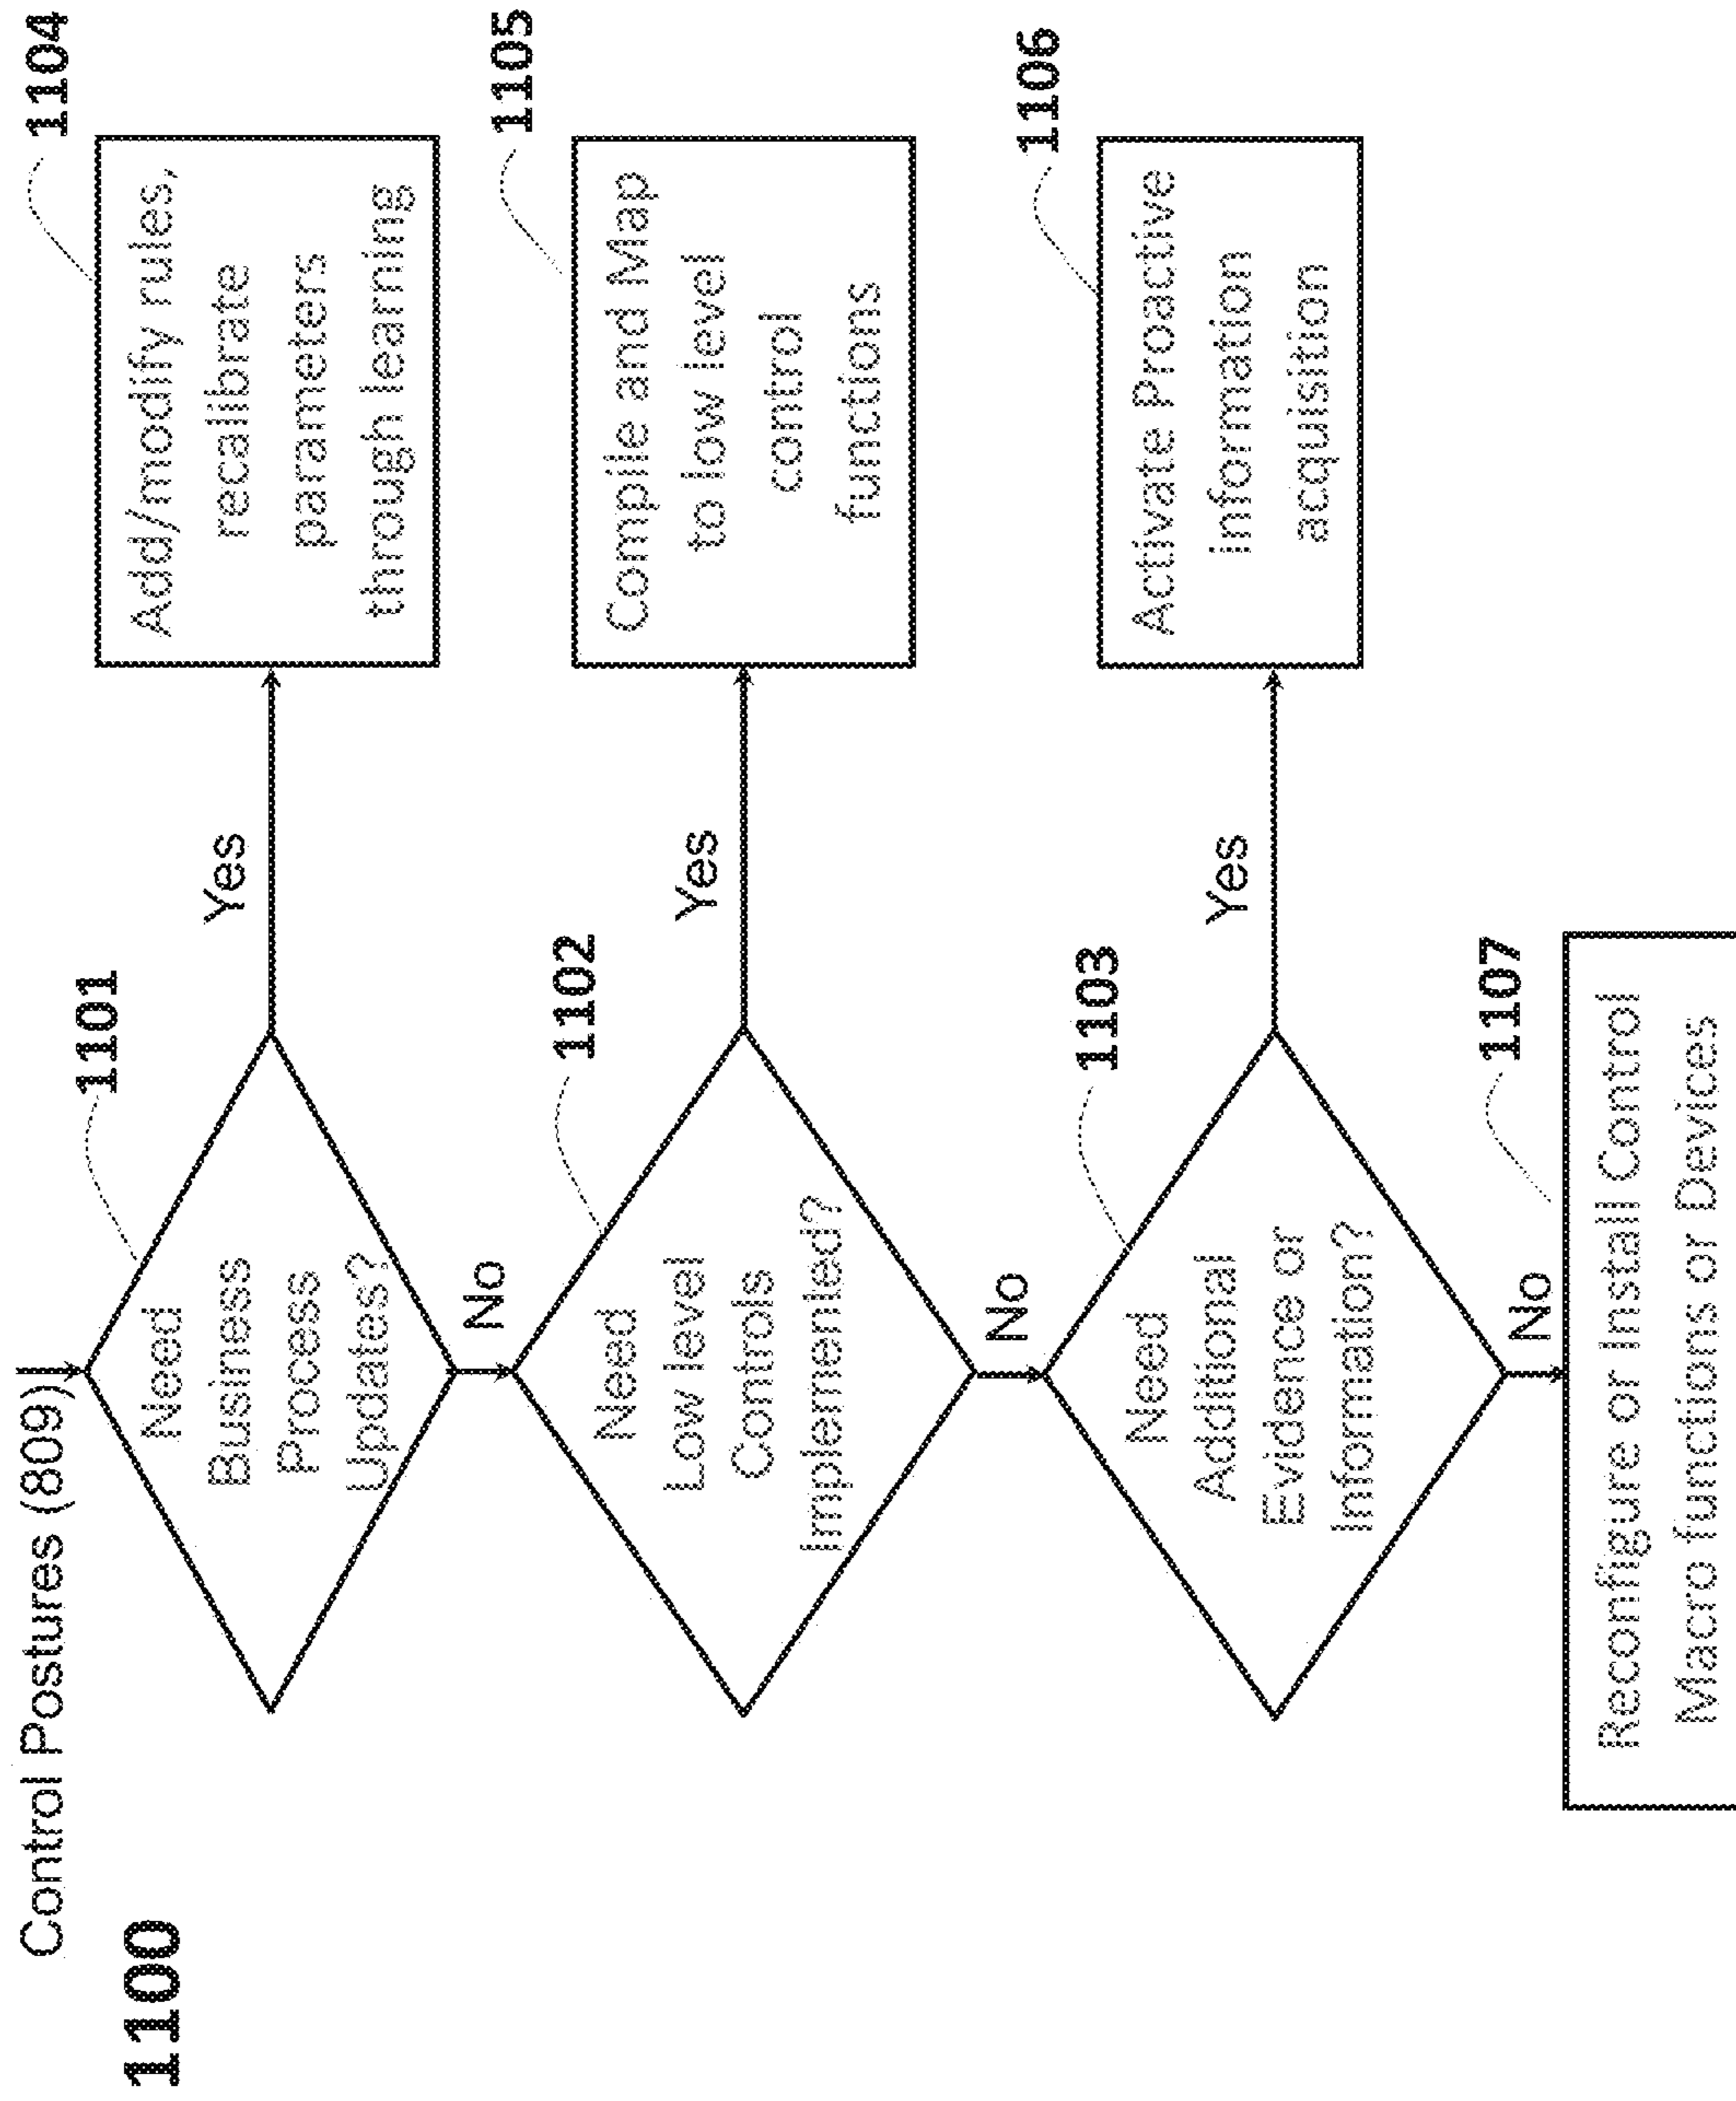 Control Postures (809)
1100
1101
Need
Business
Process
Updates?
Yes
1104
Add/modify rules,
recalibrate
parameters
through learning
No
1102
Need
Low level
Controls
Implemented?
Yes
1105
Compile and Map
to low level
control
functions
No
1103
Need
Additional
Evidence or
Information?
Yes
1106
Activate Proactive
information
acquisition
No
1107
Reconfigure or Install Control
Macro functions or Devices